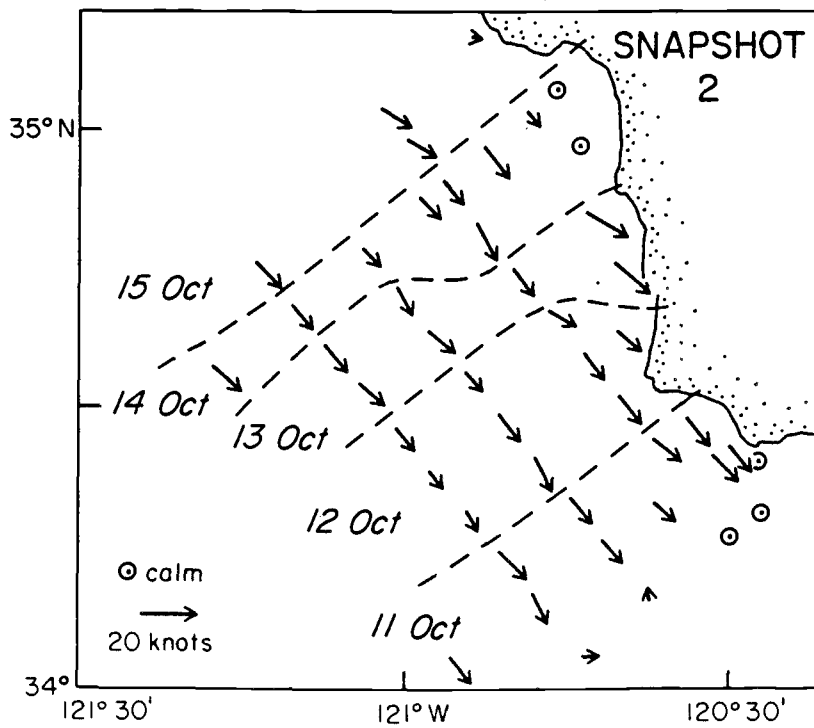 SNAPSHOT
2
35°N
15 Oct
14 Oct
13 Oct
12 Oct
calm
20 knots
11 Oct
34°
121° 30'
121° W
120° 30'